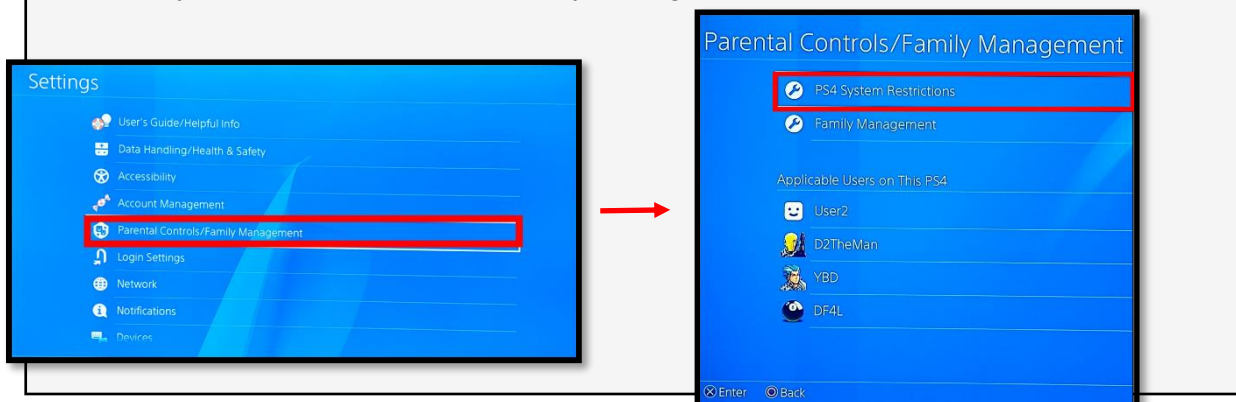 Settings
User's Guide/Helpful Info
Data Handling/Health & Safety
Accessibility
Account Management
Parental Controls/Family Management
Login Settings
Network
Notifications
Devices
Parental Controls/Family Management
PS4 System Restrictions
Family Management
Applicable Users on This PS4
User2
D2TheMan
YBD
DF4L
Enter Back